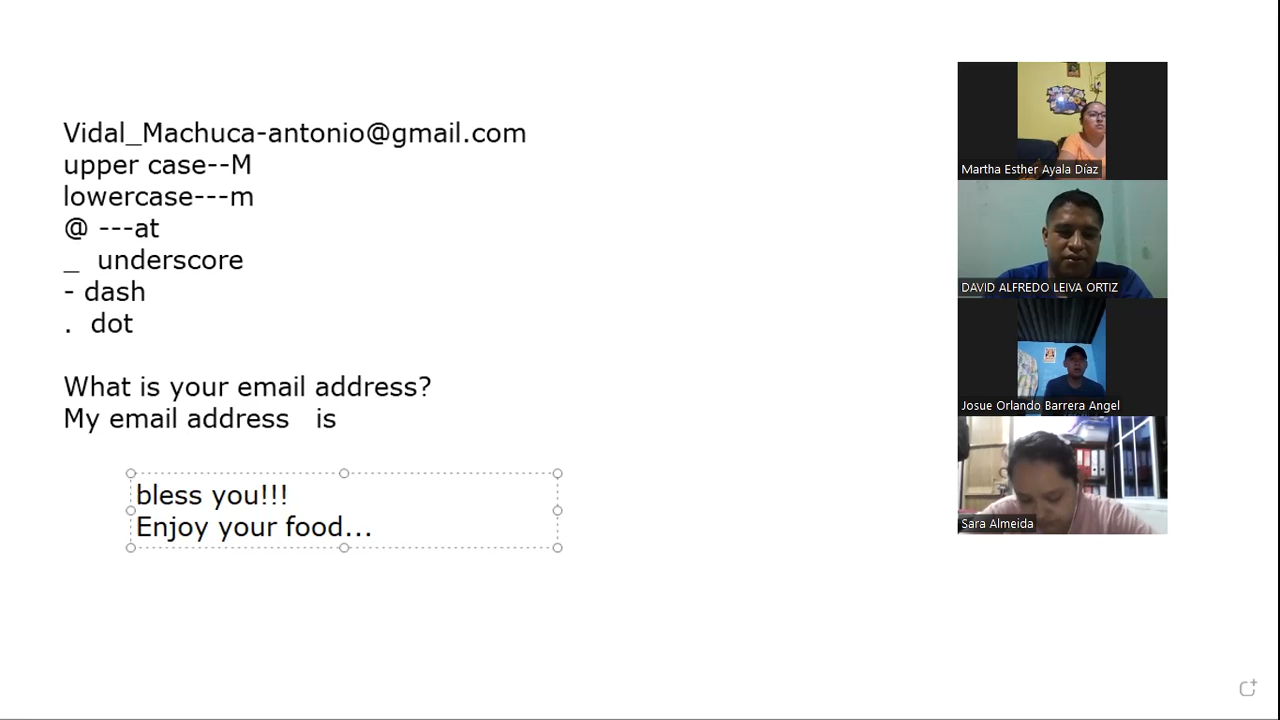 Vidal_Machuca-antonio@gmail.com
upper case--M
lowercase---m
@ ---at
_  underscore
- dash
.  dot
What is your email address?
My email address   is
bless you!!!
Enjoy your food...
Martha Esther Ayala Díaz
DAVID ALFREDO LEIVA ORTIZ
Josue Orlando Barrera Angel
Sara Almeida